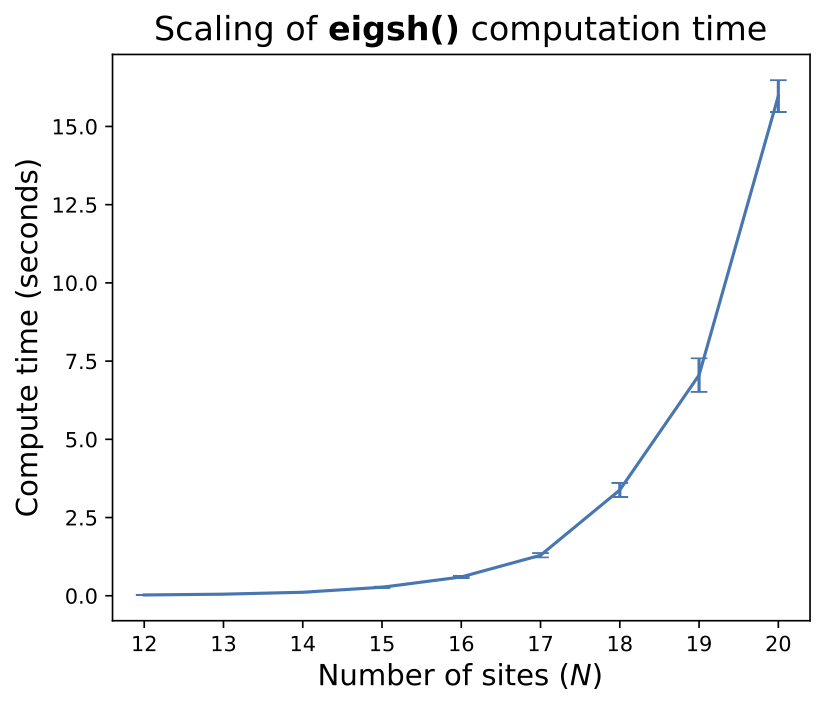 Scaling of eigsh() computation time
Compute time (seconds)
15.0
12.5
10.0
7.5
5.0
2.5
0.0
12 13 14 15 16 17 18 19 20
Number of sites (N)